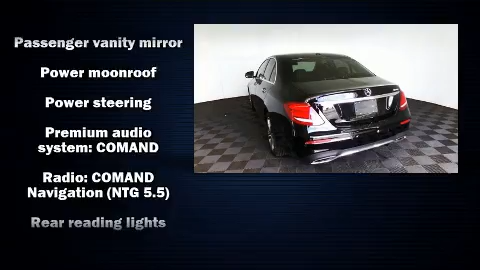 Passenger vanity mirror
Power moonroof
Power steering
Premium audio
system: COMAND
Radio: COMAND
Navigation (NTG 5.5)
Rear reading lights